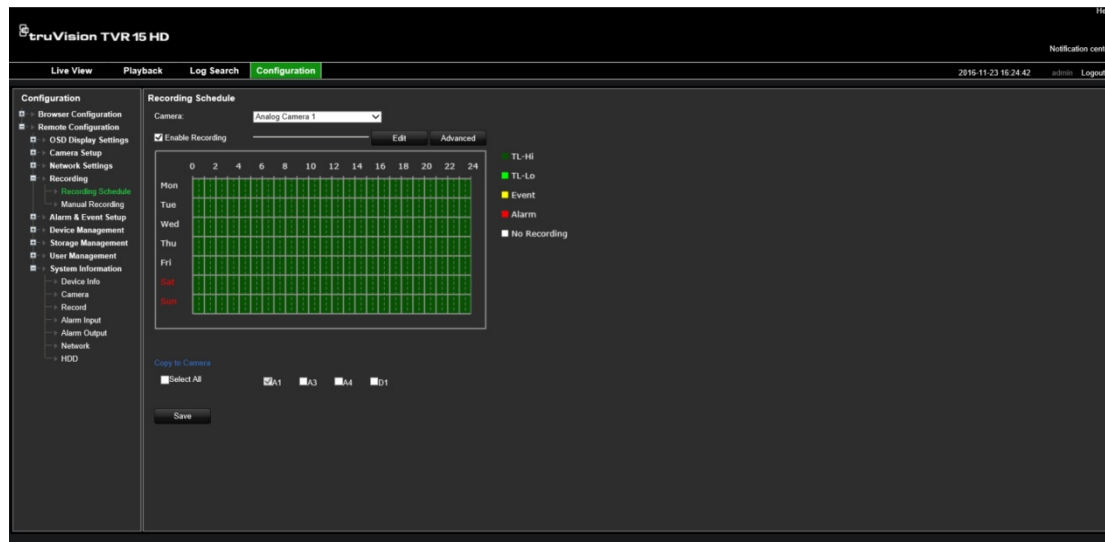 He
truVision TVR 15 HD
Notification cent
Live View Playback Log Search Configuration 2016-11-23 16:24:42 admin Logout
Configuration
Browser Configuration
Remote Configuration
OSD Display Settings
Camera Setup
Network Settings
Recording
Recording Schedule
Manual Recording
Alarm & Event Setup
Device Management
Storage Management
User Management
System Information
Device Info
Camera
Record
Alarm Input
Alarm Output
Network
HDD
Recording Schedule
Camera: Analog Camera 1
Enable Recording Edit Advanced
0 2 4 6 8 10 12 14 16 18 20 22 24
Mon
Tue
Wed
Thu
Fri
Sat
Sun
TL-Hi
TL-Lo
Event
Alarm
No Recording
Copy to Camera
Select All A1 A3 A4 D1
Save